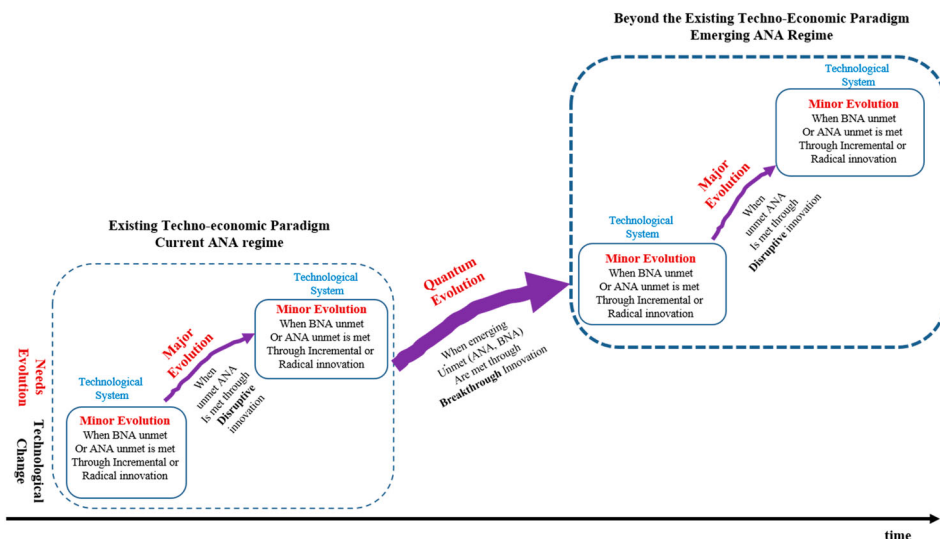 Beyond the Existing Techno-Economic Paradigm
Emerging ANA Regime
Technological
System
Minor Evolution
When BNA unmet
Or ANA unmet is met
Through Incremental or
Radical innovation
Major
Evolution
When
unmet ANA
Is met through
Disruptive innovation
Technological
System
Minor Evolution
When BNA unmet
Or ANA unmet is met
Through Incremental or
Radical innovation
Existing Techno-economic Paradigm
Current ANA regime
Technological
System
Minor Evolution
When BNA unmet
Or ANA unmet is met
Through Incremental or
Radical innovation
Quantum
Evolution
When emerging
Unmet (ANA, BNA)
Are met through
Breakthrough Innovation
Major
Evolution
When
unmet ANA
Is met through
Disruptive
innovation
Technological
System
Minor Evolution
When BNA unmet
Or ANA unmet is met
Through Incremental or
Radical innovation
Needs
Evolution
Technological
Change
time